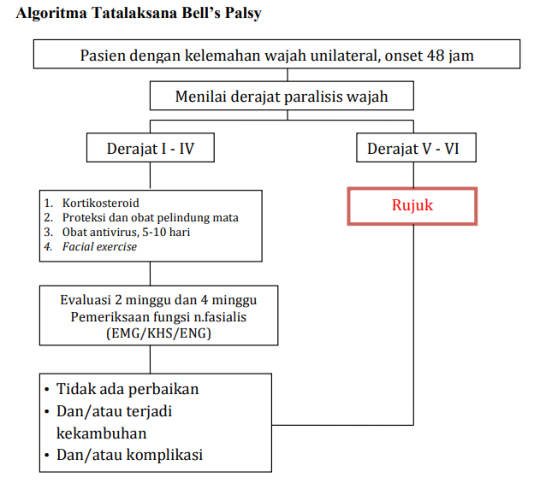 Algoritma Tatalaksana Bell's Palsy
Pasien dengan kelemahan wajah unilateral, onset 48 jam
Menilai derajat paralisis wajah
Derajat I - IV
Derajat V - VI
1. Kortikosteroid
2. Proteksi dan obat pelindung mata
3. Obat antivirus, 5-10 hari
4. Facial exercise
Rujuk
Evaluasi 2 minggu dan 4 minggu
Pemeriksaan fungsi n.fasialis
(EMG/KHS/ENG)
• Tidak ada perbaikan
• Dan/atau terjadi
kekambuhan
• Dan/atau komplikasi